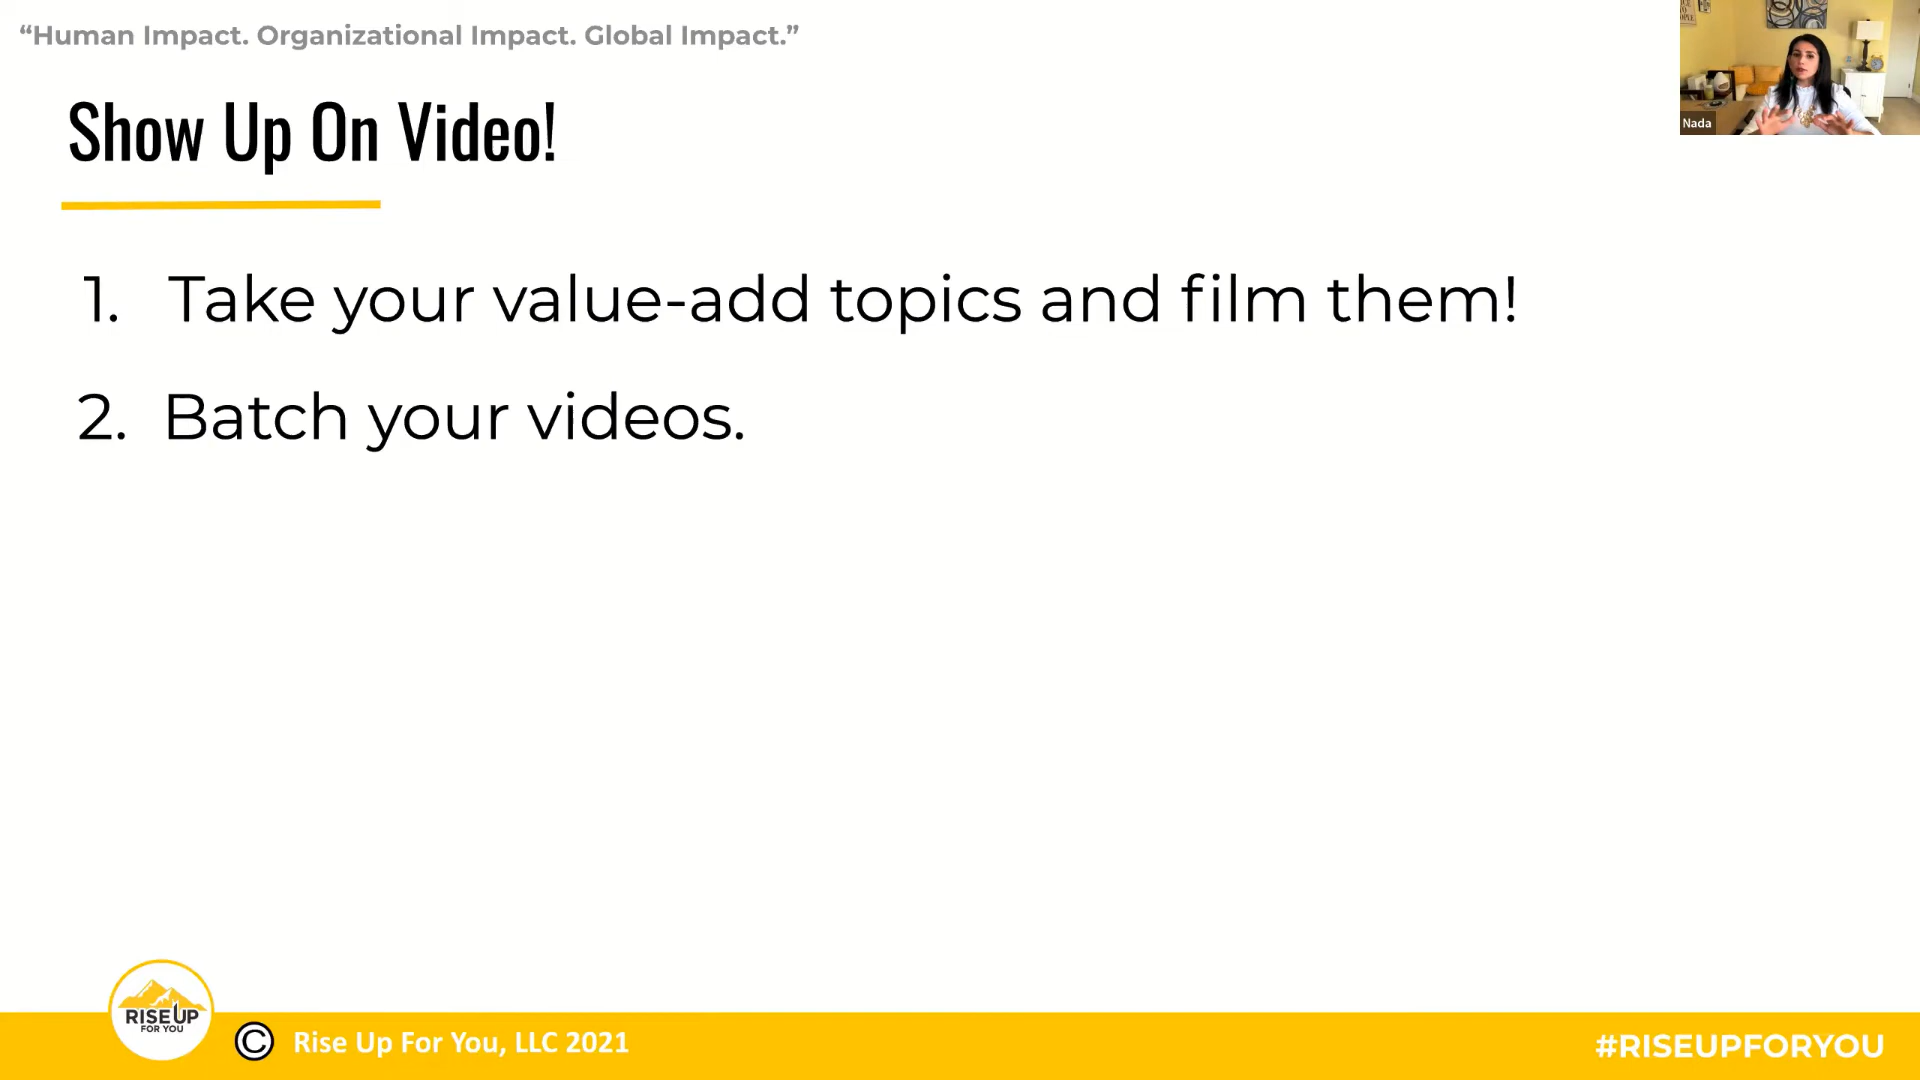 “Human Impact. Organizational Impact. Global Impact.”
Nada
Show Up On Video!
1. Take your value-add topics and film them!
2. Batch your videos.
RISE UP
FOR YOU
© Rise Up For You, LLC 2021
#RISEUPFORYOU